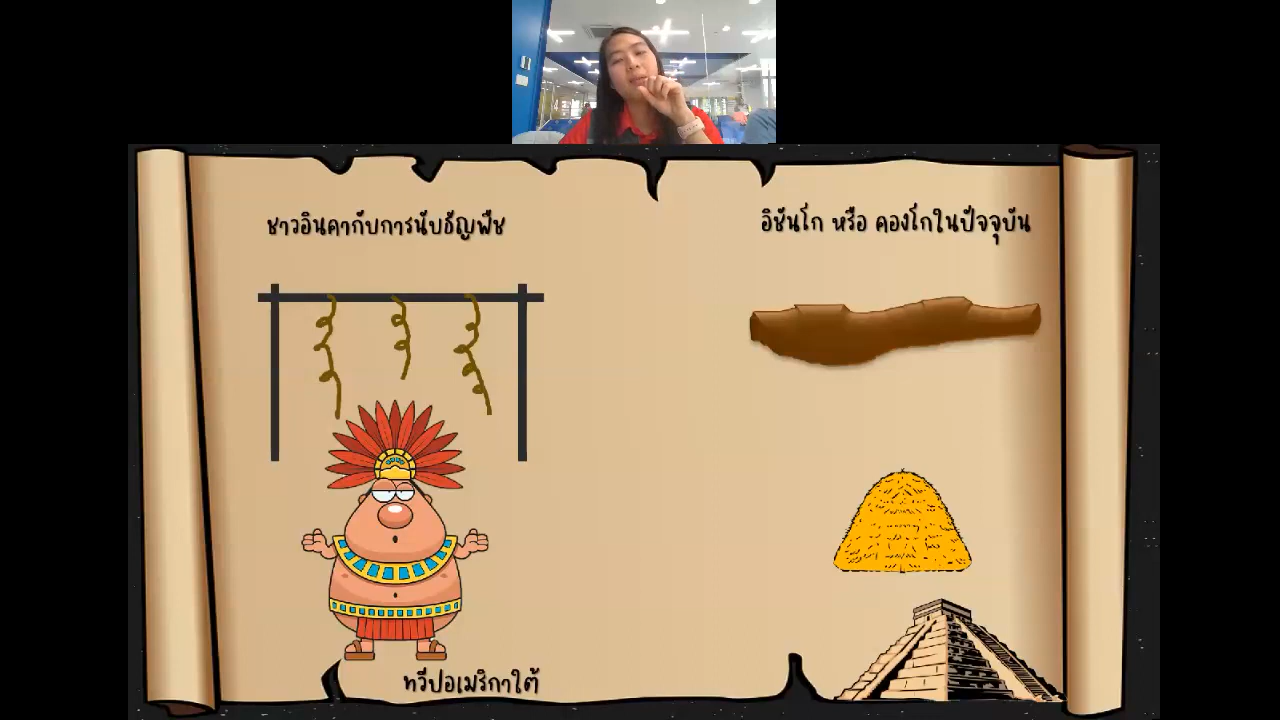 ชาวอินคากับการนับธัญพืช
อิชันโก หรือ คองโกในปัจจุบัน
ทวีปอเมริกาใต้